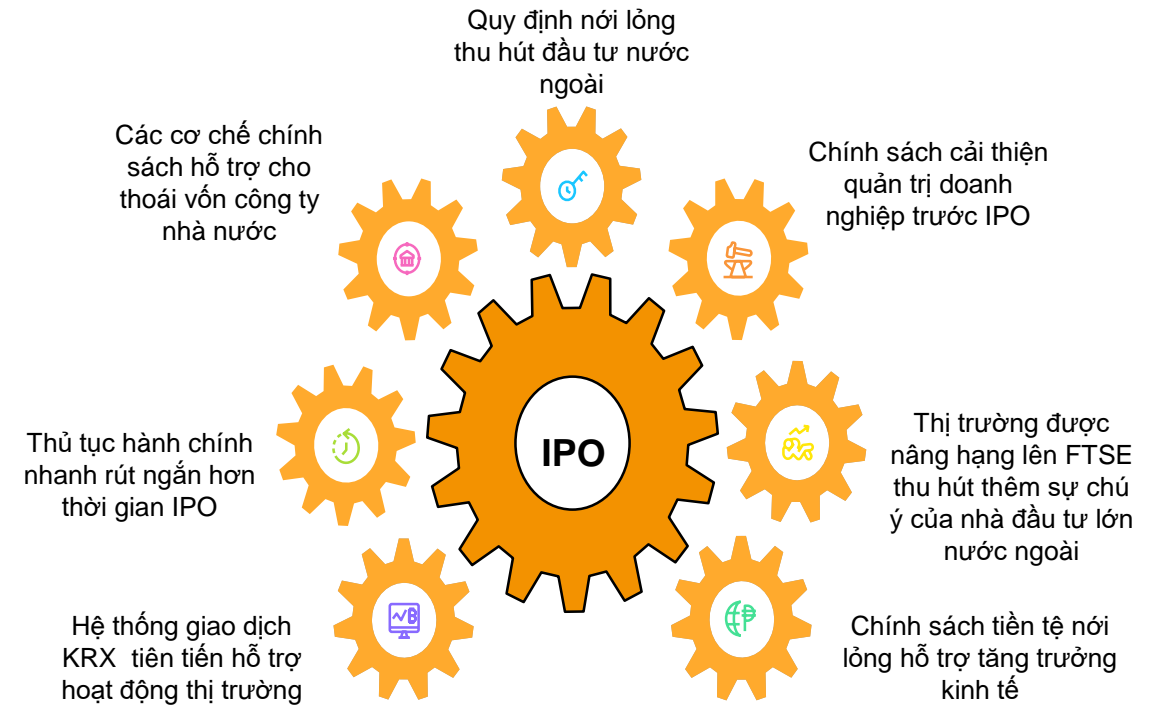 Quy định nới lỏng
thu hút đầu tư nước
ngoài
Các cơ chế chính
sách hỗ trợ cho
thoái vốn công ty
nhà nước
Chính sách cải thiện
quản trị doanh
nghiệp trước IPO
Thủ tục hành chính
nhanh rút ngắn hơn
thời gian IPO
IPO
Thị trường được
nâng hạng lên FTSE
thu hút thêm sự chú
ý của nhà đầu tư lớn
nước ngoài
Hệ thống giao dịch
KRX tiên tiến hỗ trợ
hoạt động thị trường
Chính sách tiền tệ nới
lỏng hỗ trợ tăng trưởng
kinh tế